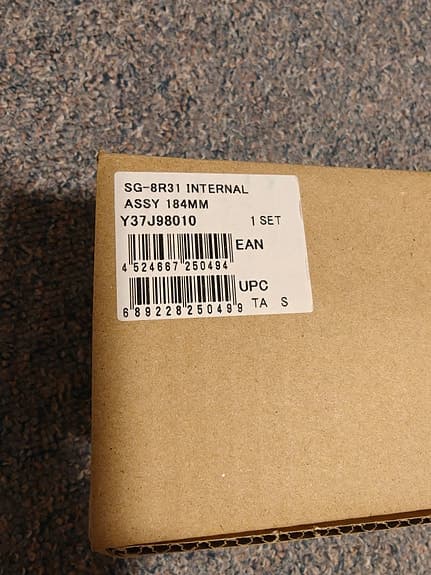 SG-8R31 INTERNAL
ASSY 184MM
Y37J98010 1 SET
EAN
4 524667 250494
UPC
6 89228 25049 9 TA S